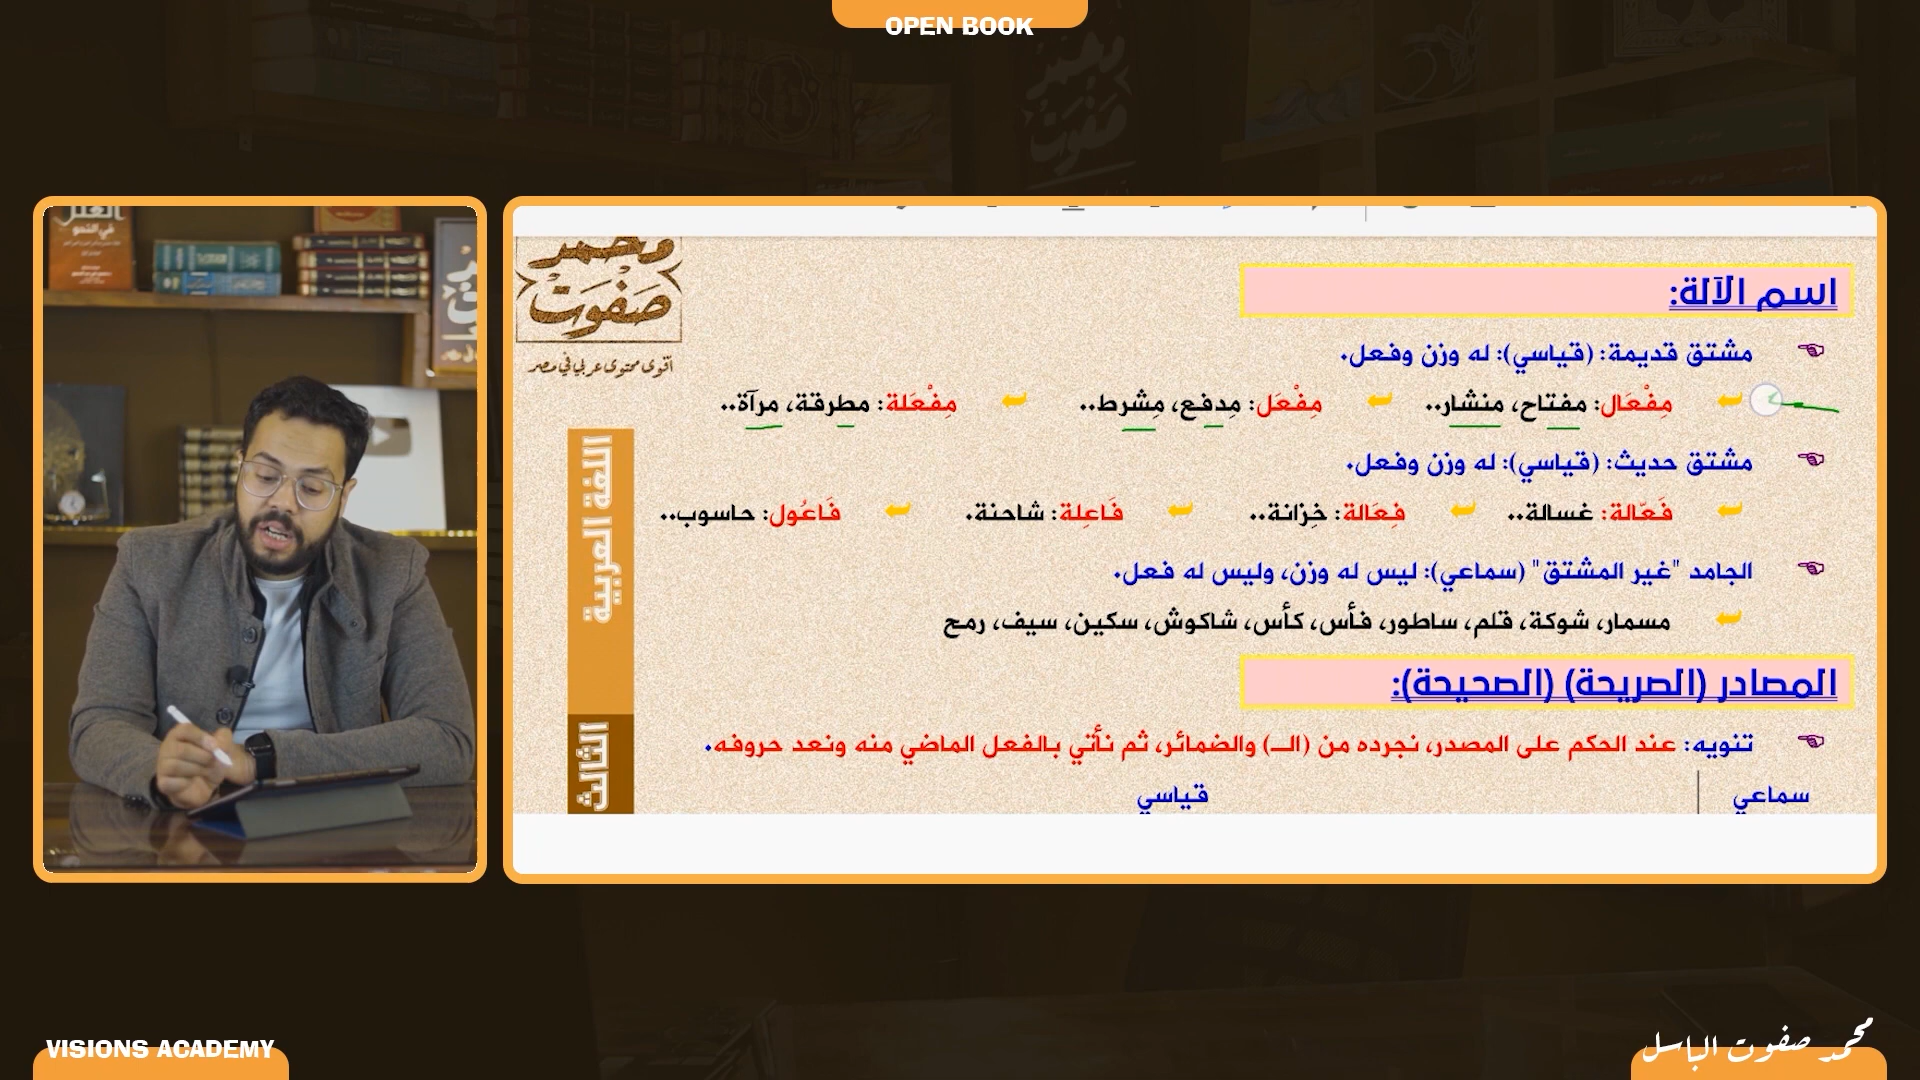 OPEN BOOK
محمد
صفوت
أقوى محتوى عربي في مصر
اسم الآلة:
مشتق قديمة: (قياسي): له وزن وفعل.
مِفْعَال: مفتاح، منشار.. مِفْعَل: مِدفع، مِشرط.. مِفْعَلة: مطرقة، مرآة..
مشتق حديث: (قياسي): له وزن وفعل.
فَعّالة: غسالة.. فِعَالة: خِزانة.. فَاعِلة: شاحنة. فَاعُول: حاسوب..
الجامد "غير المشتق" (سماعي): ليس له وزن، وليس له فعل.
مسمار، شوكة، قلم، ساطور، فأس، كأس، شاكوش، سكين، سيف، رمح
المصادر (الصريحة) (الصحيحة):
تنويه: عند الحكم على المصدر، نجرده من (الـ) والضمائر، ثم نأتي بالفعل الماضي منه ونعد حروفه.
سماعي قياسي
اللغة العربية
الثالث
في النحو
VISIONS ACADEMY
محمد صفوت الباسل